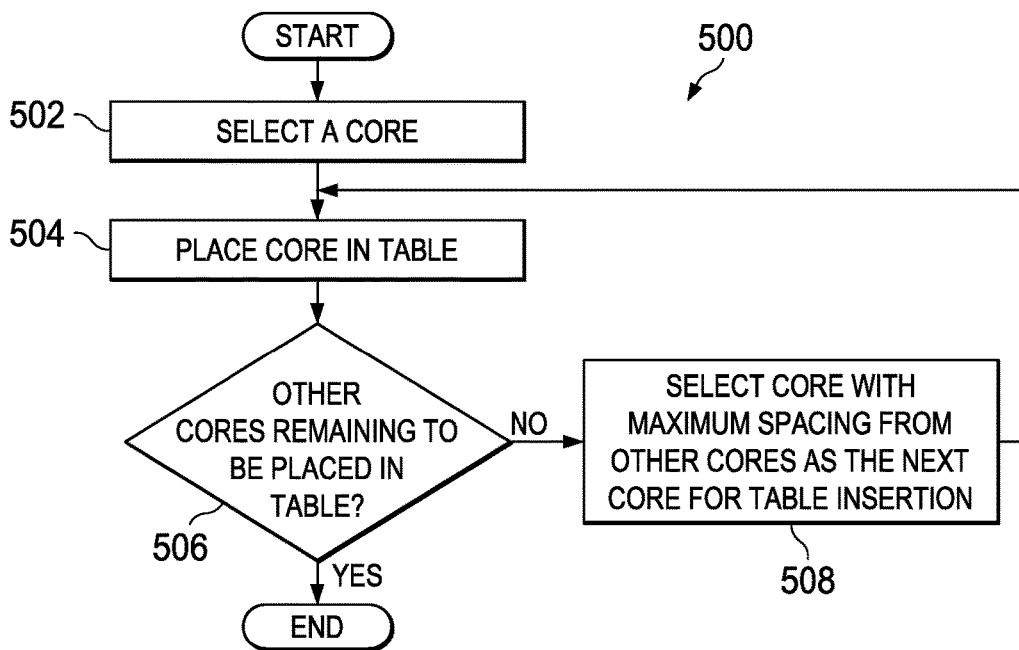 START
500
502
SELECT A CORE
504
PLACE CORE IN TABLE
OTHER
CORES REMAINING TO
BE PLACED IN
TABLE?
506
NO
SELECT CORE WITH
MAXIMUM SPACING FROM
OTHER CORES AS THE NEXT
CORE FOR TABLE INSERTION
508
YES
END